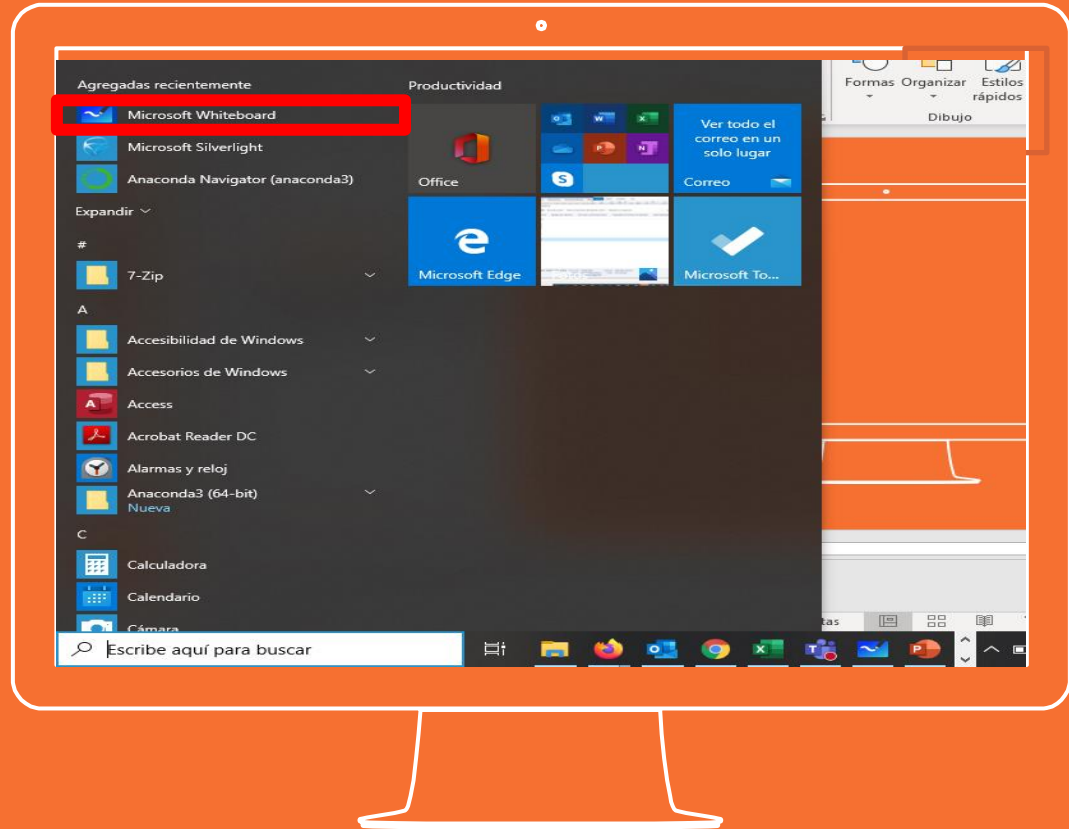 Agregadas recientemente
Microsoft Whiteboard
Microsoft Silverlight
Anaconda Navigator (anaconda3)
Expandir
#
7-Zip
A
Accesibilidad de Windows
Accesorios de Windows
Access
Acrobat Reader DC
Alarmas y reloj
Anaconda3 (64-bit)
Nueva
C
Calculadora
Calendario
Cámara
Productividad
Office
Ver todo el
correo en un
solo lugar
Correo
Microsoft Edge
Microsoft To...
Formas Organizar Estilos
rápidos
Dibujo
Escribe aquí para buscar